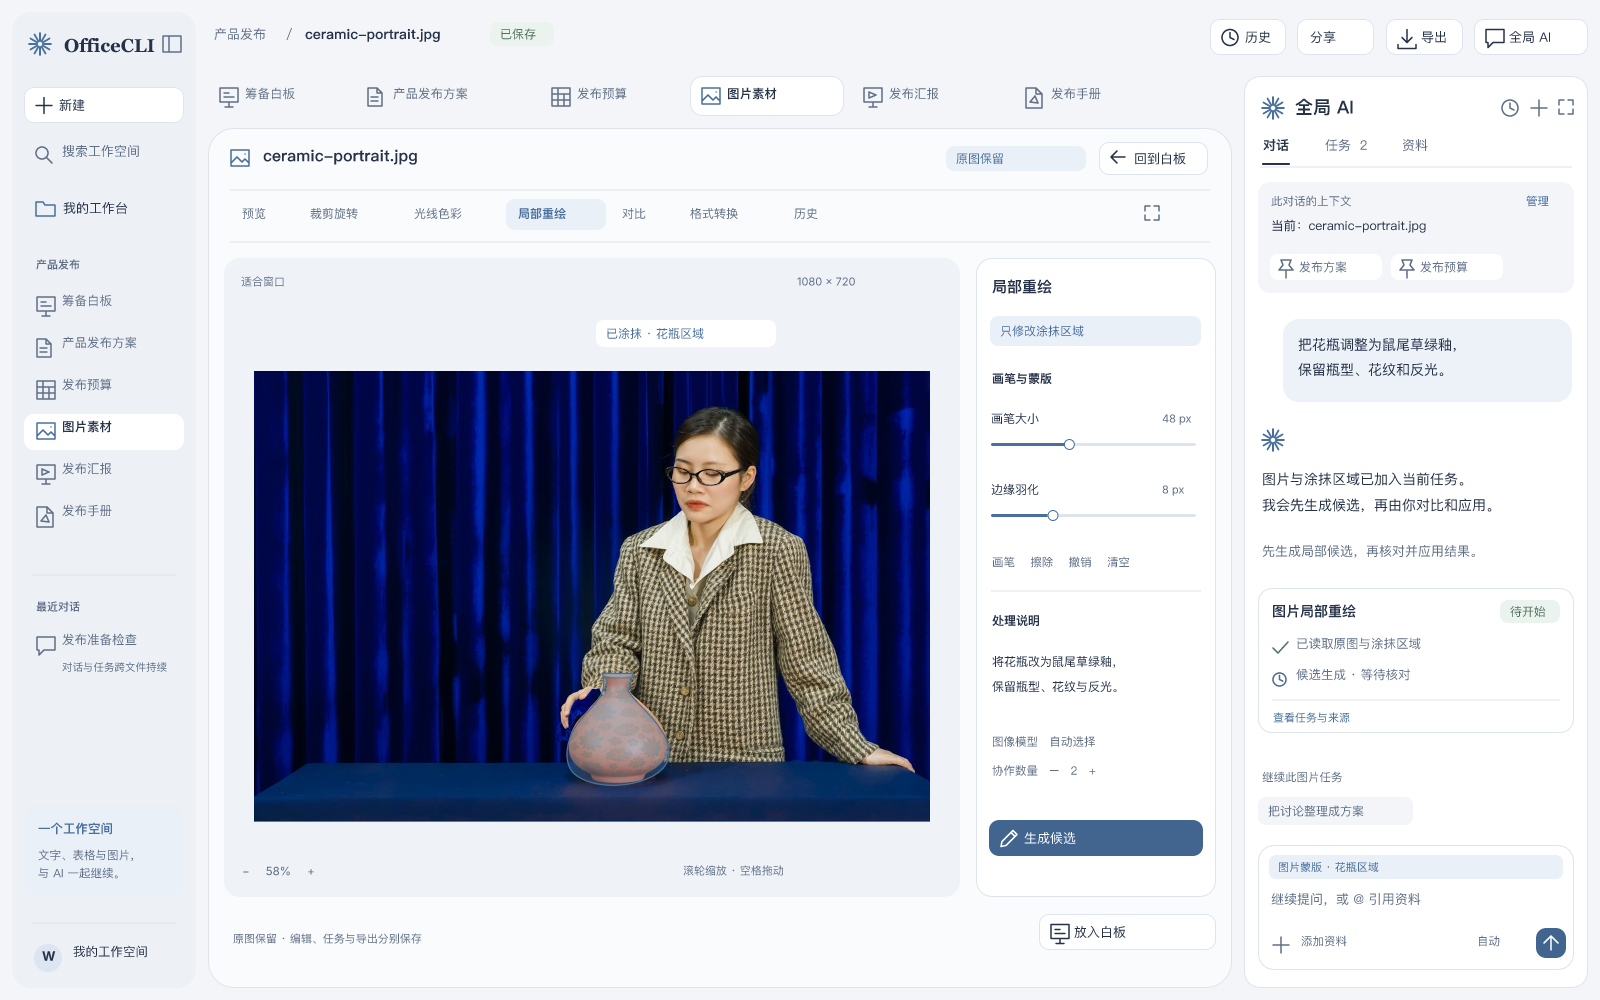 OfficeCLI
新建
搜索工作空间
我的工作台
产品发布
筹备白板
产品发布方案
发布预算
图片素材
发布汇报
发布手册
最近对话
发布准备检查
对话与任务跨文件持续
一个工作空间
文字、表格与图片，
与 AI 一起继续。
W 我的工作空间
产品发布 / ceramic-portrait.jpg 已保存
历史 分享 导出 全局 AI
筹备白板 产品发布方案 发布预算 图片素材 发布汇报 发布手册
ceramic-portrait.jpg 原图保留 回到白板
预览 裁剪旋转 光线色彩 局部重绘 对比 格式转换 历史
适合窗口 1080 × 720
已涂抹 · 花瓶区域
− 58% + 滚轮缩放 · 空格拖动
局部重绘
只修改涂抹区域
画笔与蒙版
画笔大小 48 px
边缘羽化 8 px
画笔 擦除 撤销 清空
处理说明
将花瓶改为鼠尾草绿釉，
保留瓶型、花纹与反光。
图像模型 自动选择
协作数量 − 2 +
生成候选
原图保留 · 编辑、任务与导出分别保存
放入白板
全局 AI
对话 任务 2 资料
此对话的上下文 管理
当前：ceramic-portrait.jpg
发布方案 发布预算
把花瓶调整为鼠尾草绿釉，
保留瓶型、花纹和反光。
图片与涂抹区域已加入当前任务。
我会先生成候选，再由你对比和应用。
先生成局部候选，再核对并应用结果。
图片局部重绘 待开始
已读取原图与涂抹区域
候选生成 · 等待核对
查看任务与来源
继续此图片任务
把讨论整理成方案
图片蒙版 · 花瓶区域
继续提问，或 @ 引用资料
添加资料 自动